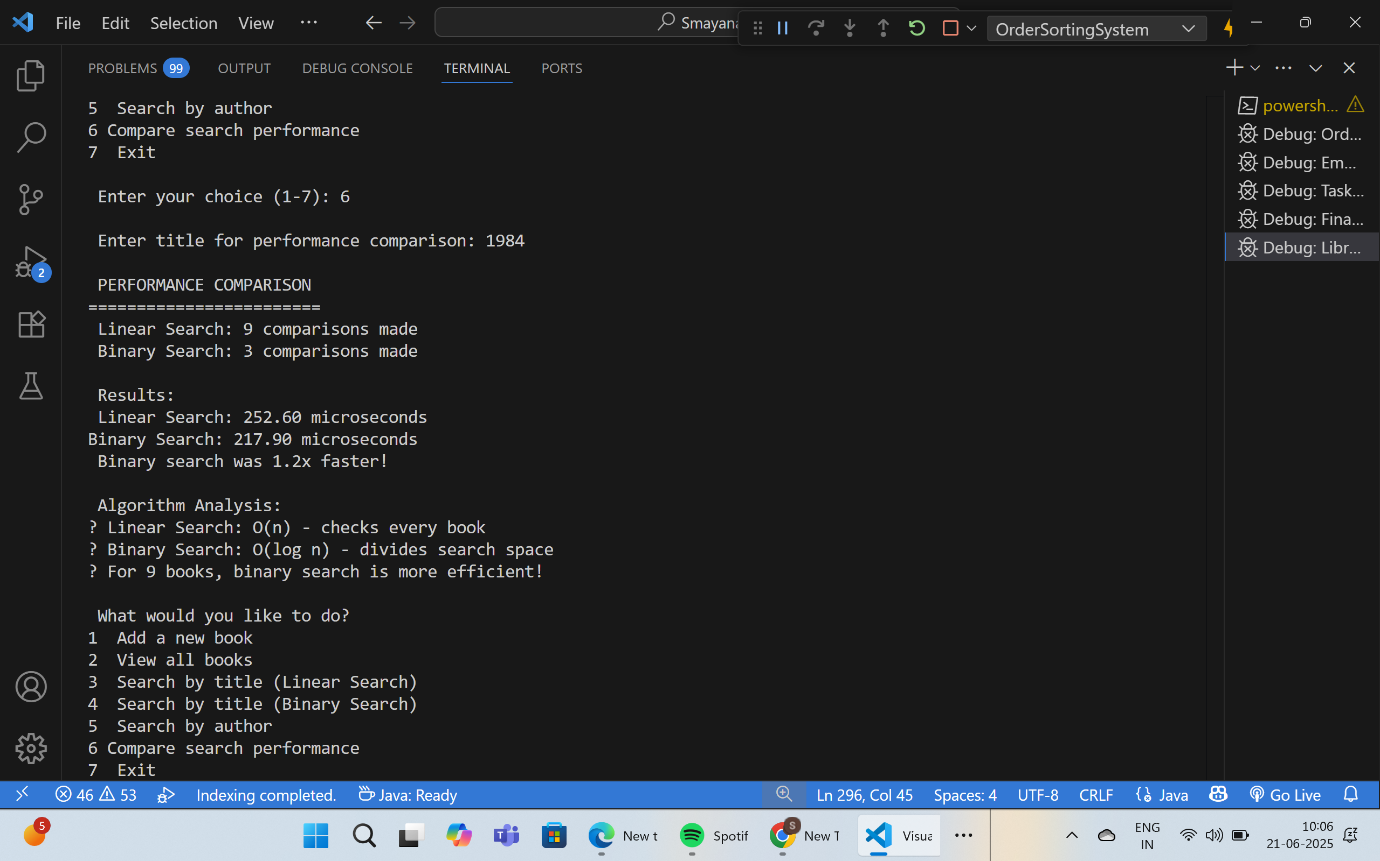 File Edit Selection View ··· Smayana OrderSortingSystem
PROBLEMS 99 OUTPUT DEBUG CONSOLE TERMINAL PORTS
5  Search by author
6 Compare search performance
7  Exit
Enter your choice (1-7): 6
Enter title for performance comparison: 1984
PERFORMANCE COMPARISON
========================
Linear Search: 9 comparisons made
Binary Search: 3 comparisons made
Results:
Linear Search: 252.60 microseconds
Binary Search: 217.90 microseconds
Binary search was 1.2x faster!
Algorithm Analysis:
? Linear Search: O(n) - checks every book
? Binary Search: O(log n) - divides search space
? For 9 books, binary search is more efficient!
What would you like to do?
1  Add a new book
2  View all books
3  Search by title (Linear Search)
4  Search by title (Binary Search)
5  Search by author
6 Compare search performance
7  Exit
powersh...
Debug: Ord...
Debug: Em...
Debug: Task...
Debug: Fina...
Debug: Libr...
2
46 53 Indexing completed. Java: Ready Ln 296, Col 45 Spaces: 4 UTF-8 CRLF Java Go Live
5 New t Spotif S New T Visua ENG IN 10:06 21-06-2025